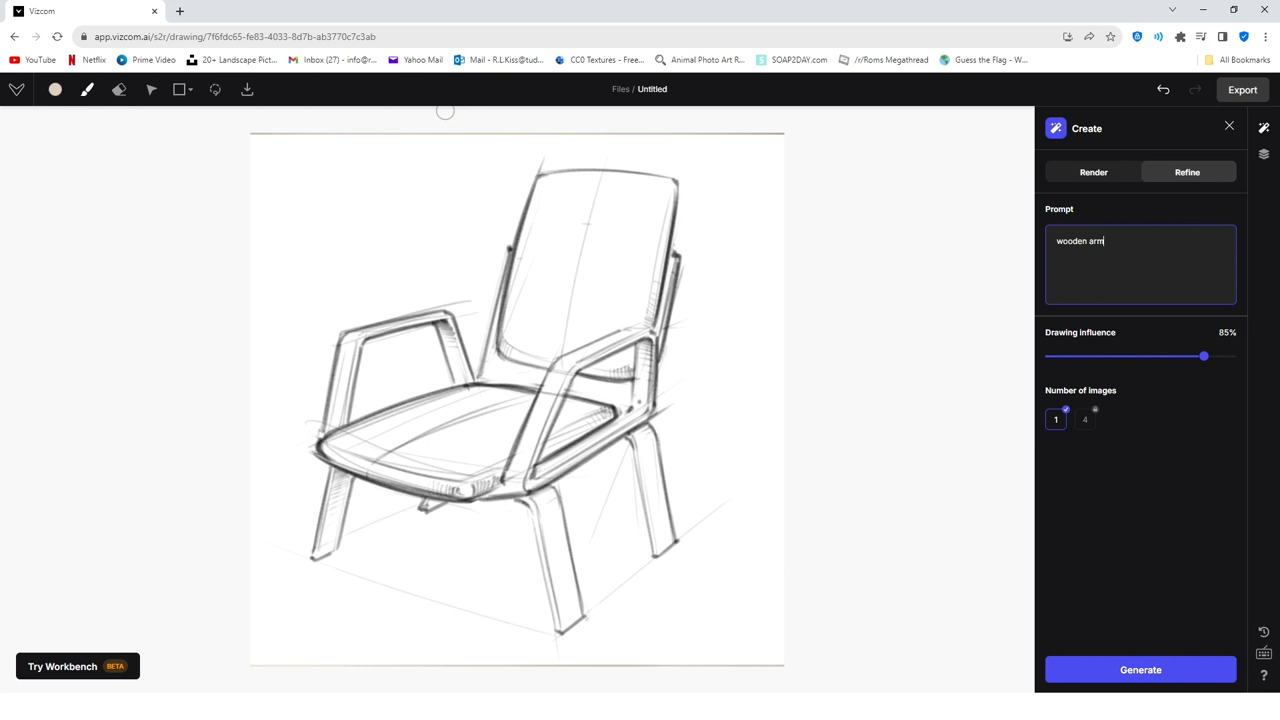 Vizcom
app.vizcom.ai/s2r/drawing/7f6fdc65-fe83-4033-8d7b-ab3770c7c3ab
YouTube
Netflix
Prime Video
20+ Landscape Pict...
Inbox (27) - info@r...
Yahoo Mail
Mail - R.L.Kiss@tud...
CC0 Textures - Free...
Animal Photo Art R...
SOAP2DAY.com
/r/Roms Megathread
Guess the Flag - W...
All Bookmarks
Files / Untitled
Export
Create
Render
Refine
Prompt
wooden arm
Drawing influence
85%
Number of images
1
4
Try Workbench BETA
Generate